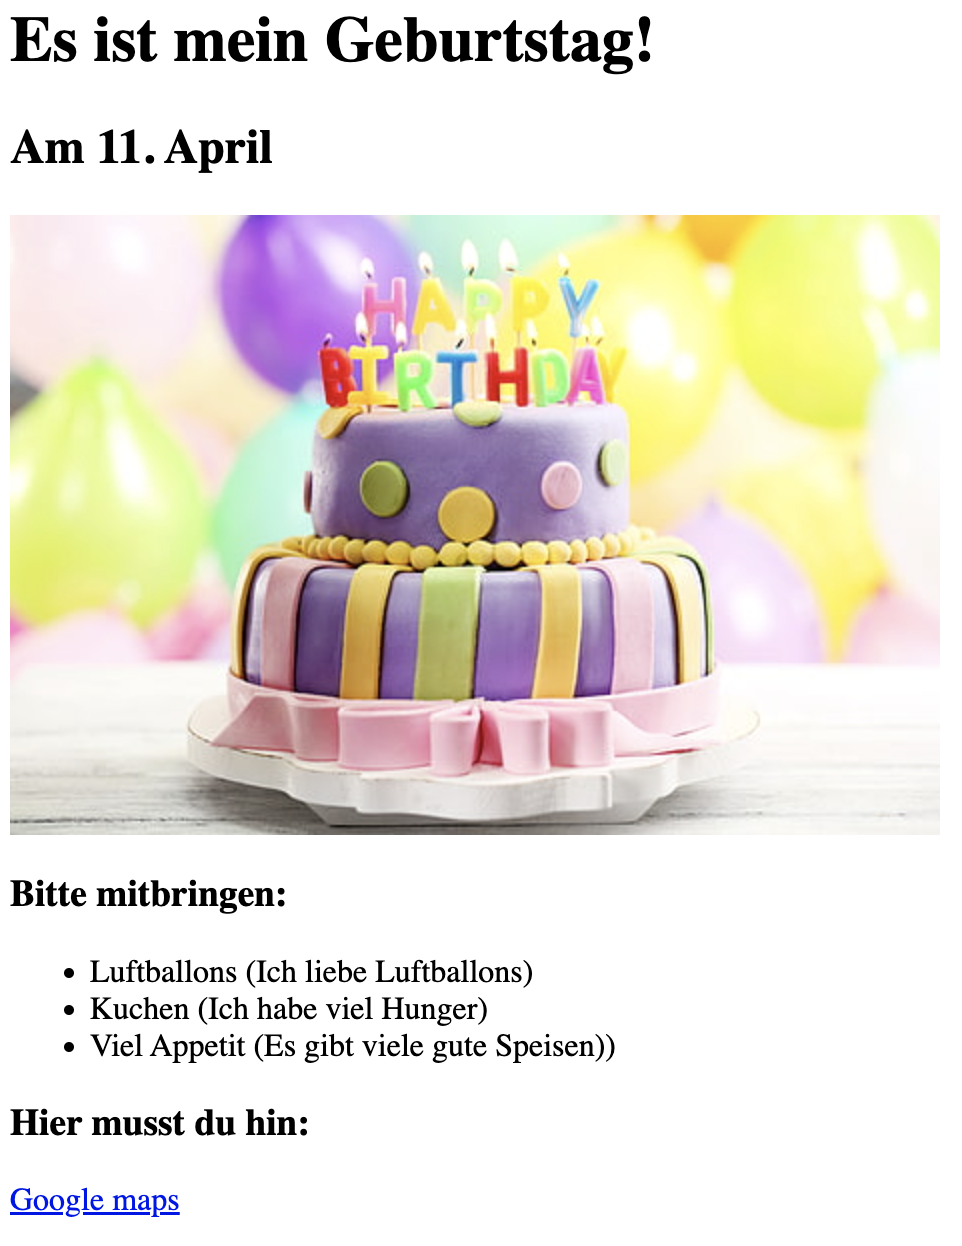 Es ist mein Geburtstag!
Am 11. April
HAPPY
BIRTHDAY
Bitte mitbringen:
Luftballons (Ich liebe Luftballons)
Kuchen (Ich habe viel Hunger)
Viel Appetit (Es gibt viele gute Speisen))
Hier musst du hin:
Google maps